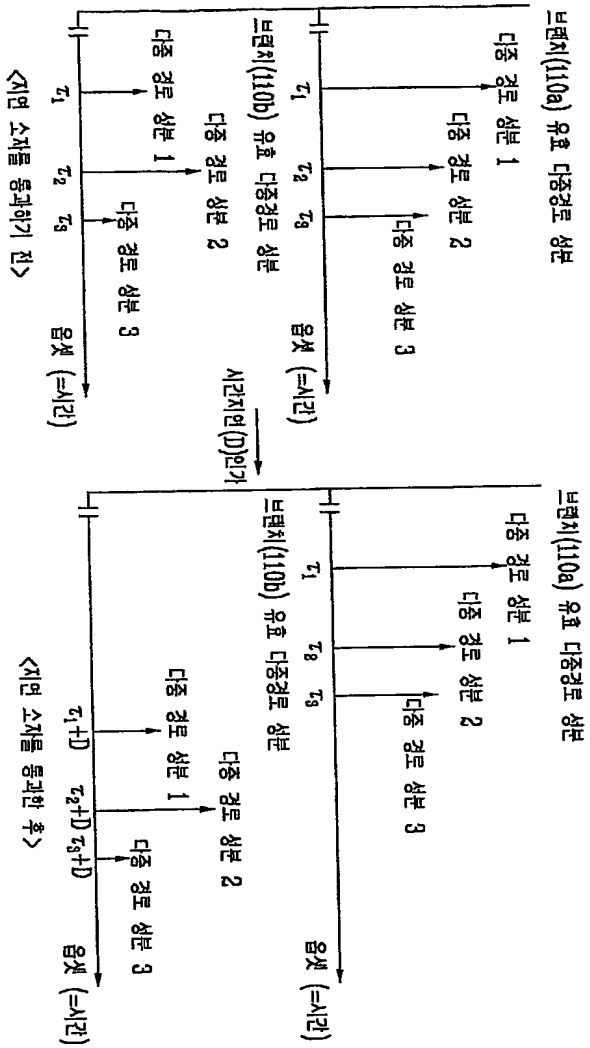 브랜치(110a) 유효 다중경로 성분
다중 경로 성분 1
다중 경로 성분 2
다중 경로 성분 3
τ1 τ2 τ3 옵셋 (=시간)
브랜치(110b) 유효 다중경로 성분
다중 경로 성분 2
다중 경로 성분 1
다중 경로 성분 3
τ1 τ2 τ3 옵셋 (=시간)
<지연 소자를 통과하기 전>
시간지연(D)인가
브랜치(110a) 유효 다중경로 성분
다중 경로 성분 1
다중 경로 성분 2
다중 경로 성분 3
τ1 τ2 τ3 옵셋 (=시간)
브랜치(110b) 유효 다중경로 성분
다중 경로 성분 2
다중 경로 성분 1
다중 경로 성분 3
τ1+D τ2+D τ3+D 옵셋 (=시간)
<지연 소자를 통과한 후>